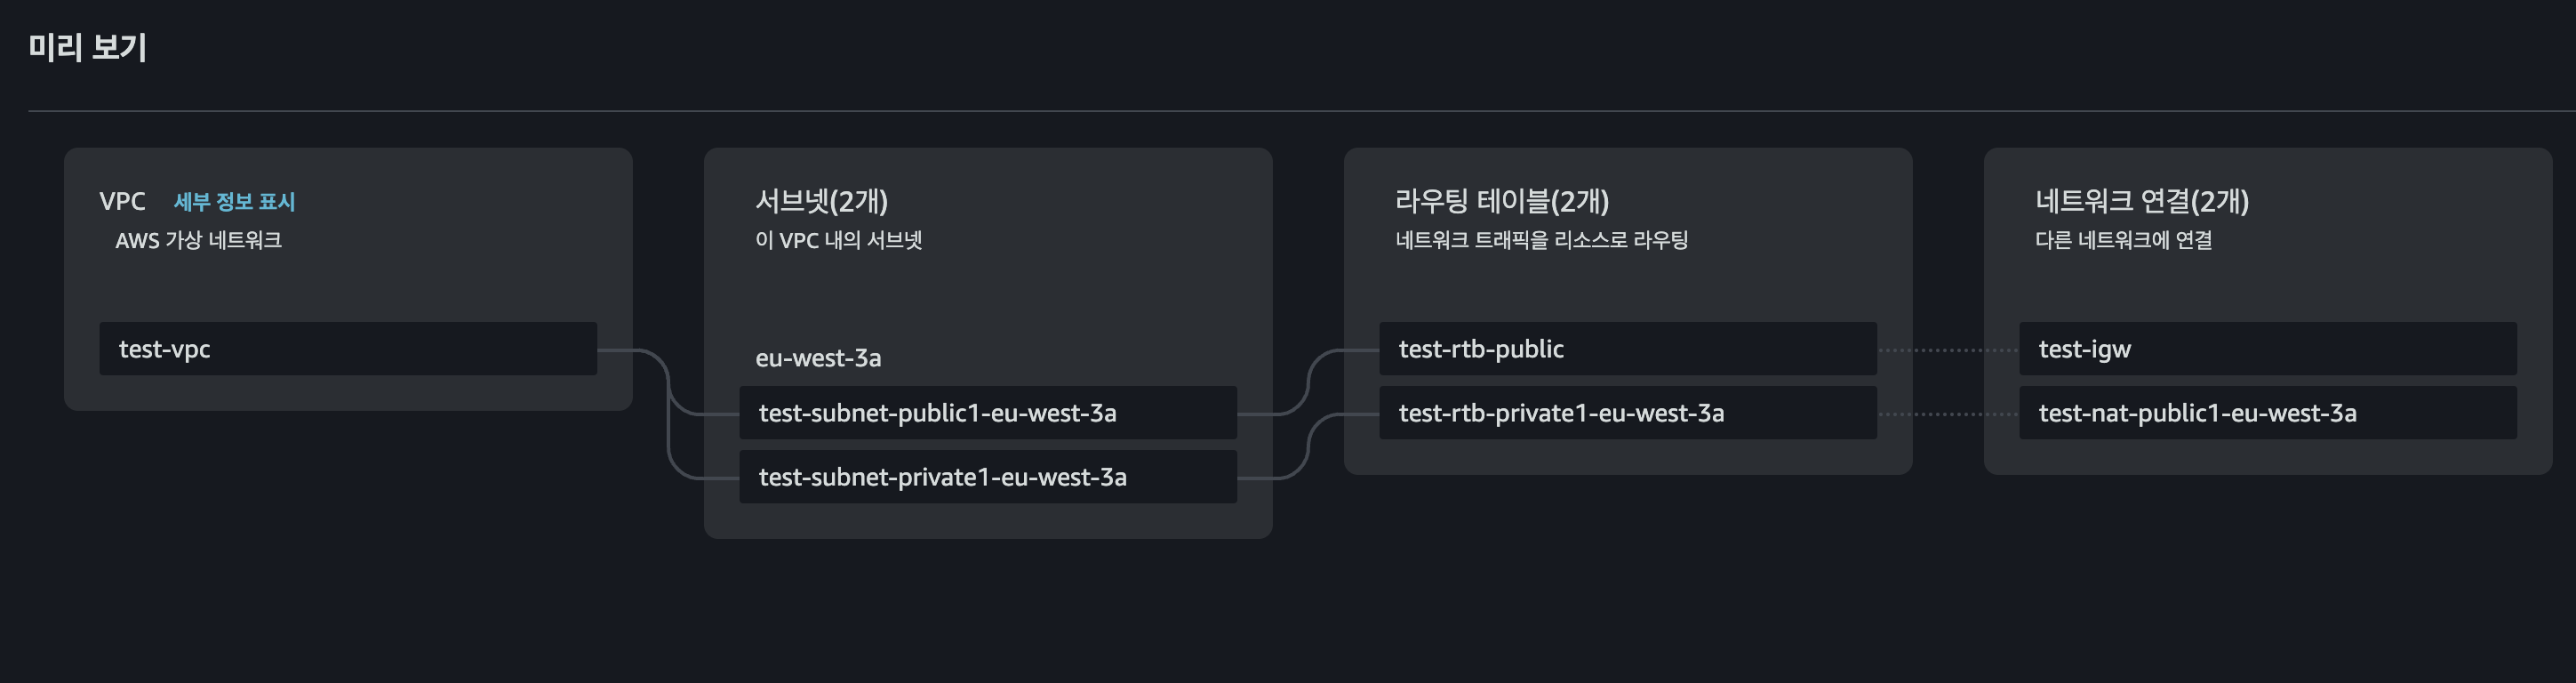 미리 보기
VPC 세부 정보 표시
AWS 가상 네트워크
test-vpc
서브넷(2개)
이 VPC 내의 서브넷
eu-west-3a
test-subnet-public1-eu-west-3a
test-subnet-private1-eu-west-3a
라우팅 테이블(2개)
네트워크 트래픽을 리소스로 라우팅
test-rtb-public
test-rtb-private1-eu-west-3a
네트워크 연결(2개)
다른 네트워크에 연결
test-igw
test-nat-public1-eu-west-3a